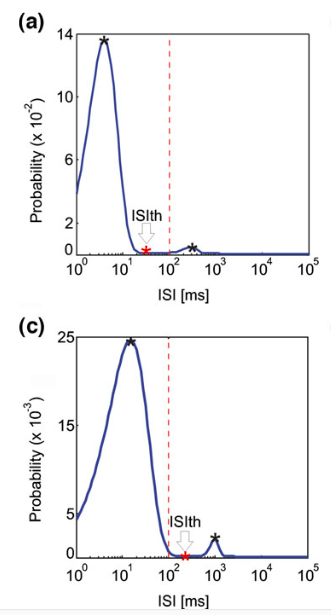 (a)
14
10
6
2
0
Probability (x 10⁻²)
ISIth
10⁰ 10¹ 10² 10³ 10⁴ 10⁵
ISI [ms]
(c)
25
15
5
0
Probability (x 10⁻³)
ISIth
10⁰ 10¹ 10² 10³ 10⁴ 10⁵
ISI [ms]